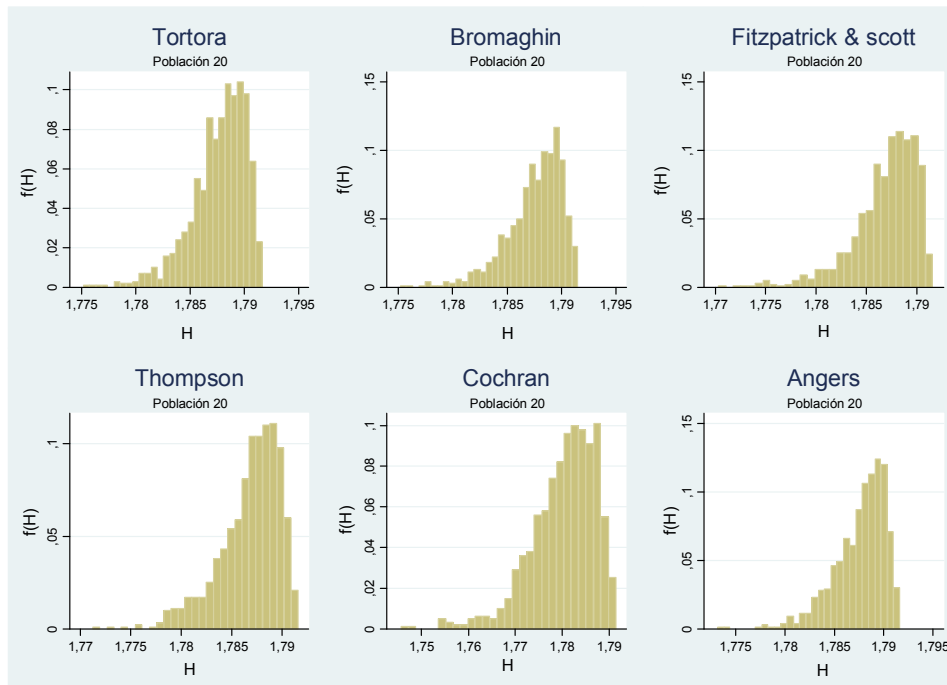 Tortora
Población 20
f(H)
,1
,08
,06
,04
,02
0
1,775 1,78 1,785 1,79 1,795
H
Bromaghin
Población 20
f(H)
,15
,1
,05
0
1,775 1,78 1,785 1,79 1,795
H
Fitzpatrick & scott
Población 20
f(H)
,15
,1
,05
0
1,77 1,775 1,78 1,785 1,79
H
Thompson
Población 20
f(H)
,1
,05
0
1,77 1,775 1,78 1,785 1,79
H
Cochran
Población 20
f(H)
,1
,08
,06
,04
,02
0
1,75 1,76 1,77 1,78 1,79
H
Angers
Población 20
f(H)
,15
,1
,05
0
1,775 1,78 1,785 1,79 1,795
H